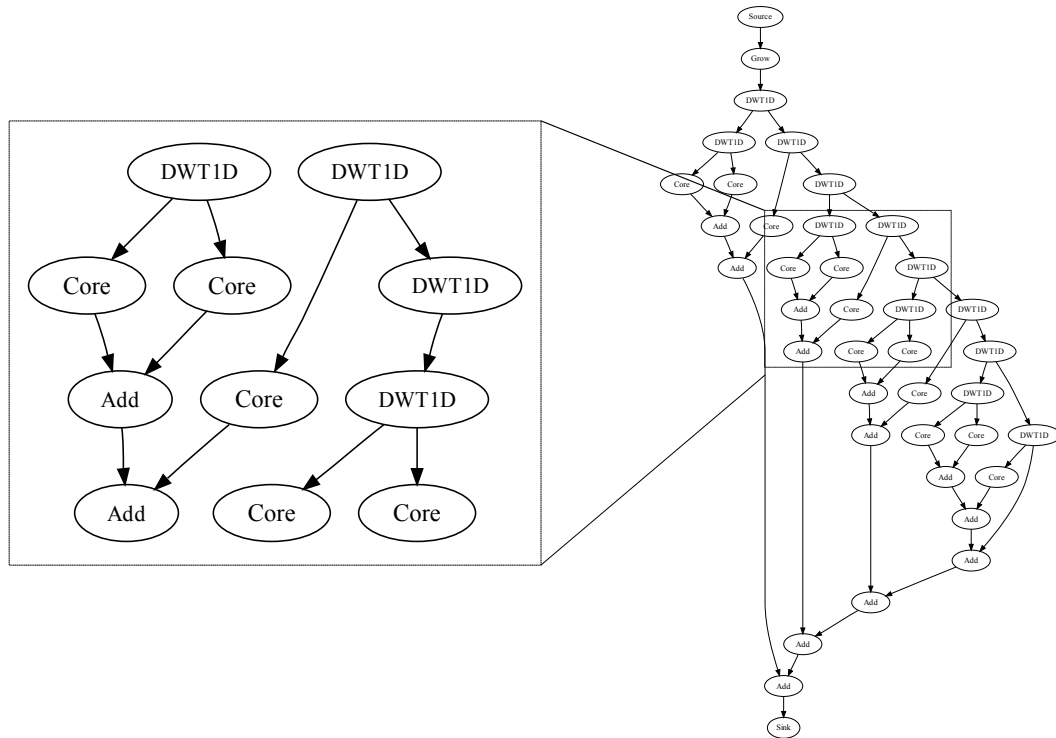 Source
Grow
DWT1D
DWT1D DWT1D
Core Core DWT1D
Add Core DWT1D DWT1D
Add Core Core DWT1D
Add Core DWT1D DWT1D
Add Core Core DWT1D
Add Core DWT1D
Add Core Core DWT1D
Add Core
Add
Add
Add
Add
Add
Sink
DWT1D DWT1D
Core Core DWT1D
Add Core DWT1D
Add Core Core